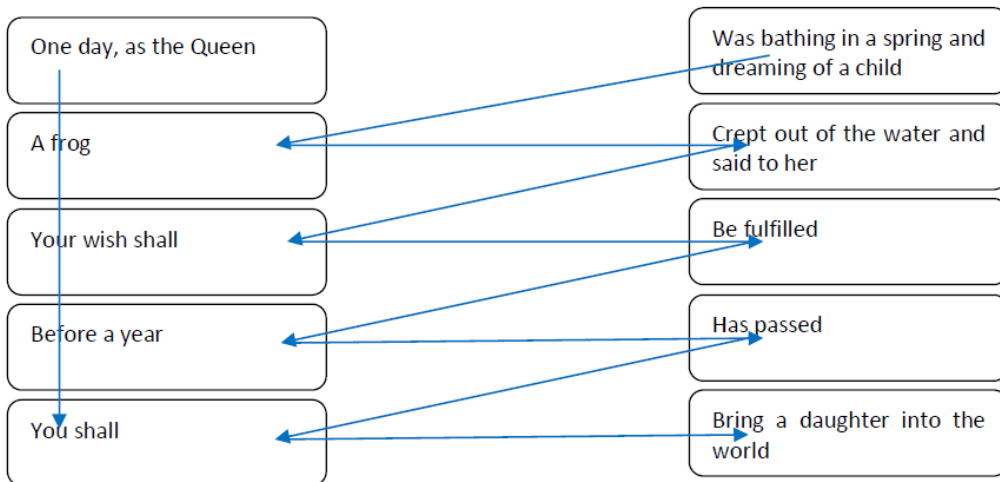 One day, as the Queen
Was bathing in a spring and
dreaming of a child
A frog
Crept out of the water and
said to her
Your wish shall
Be fulfilled
Before a year
Has passed
You shall
Bring a daughter into the
world